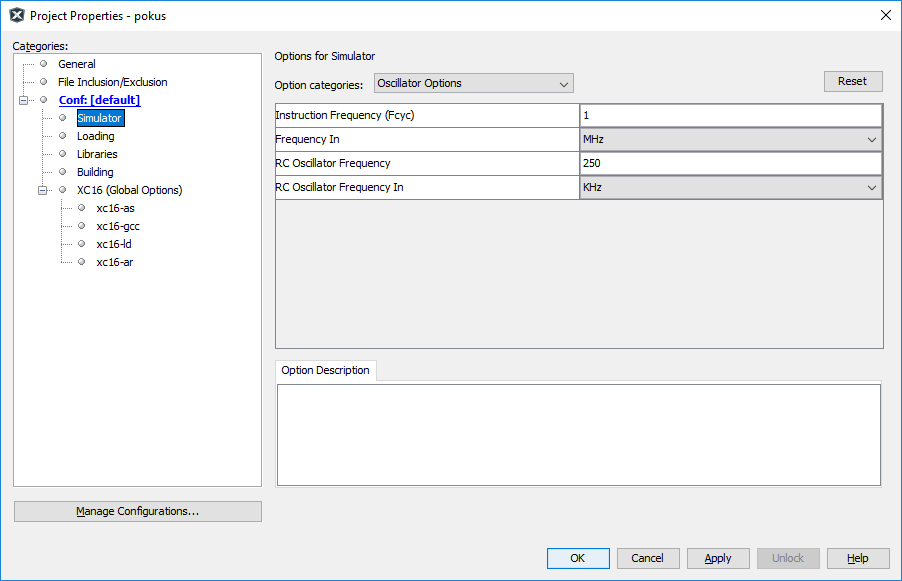 Project Properties - pokus
Categories:
General
File Inclusion/Exclusion
Conf: [default]
Simulator
Loading
Libraries
Building
XC16 (Global Options)
xc16-as
xc16-gcc
xc16-ld
xc16-ar
Manage Configurations...
Options for Simulator
Option categories: Oscillator Options Reset
Instruction Frequency (Fcyc) 1
Frequency In MHz
RC Oscillator Frequency 250
RC Oscillator Frequency In KHz
Option Description
OK Cancel Apply Unlock Help